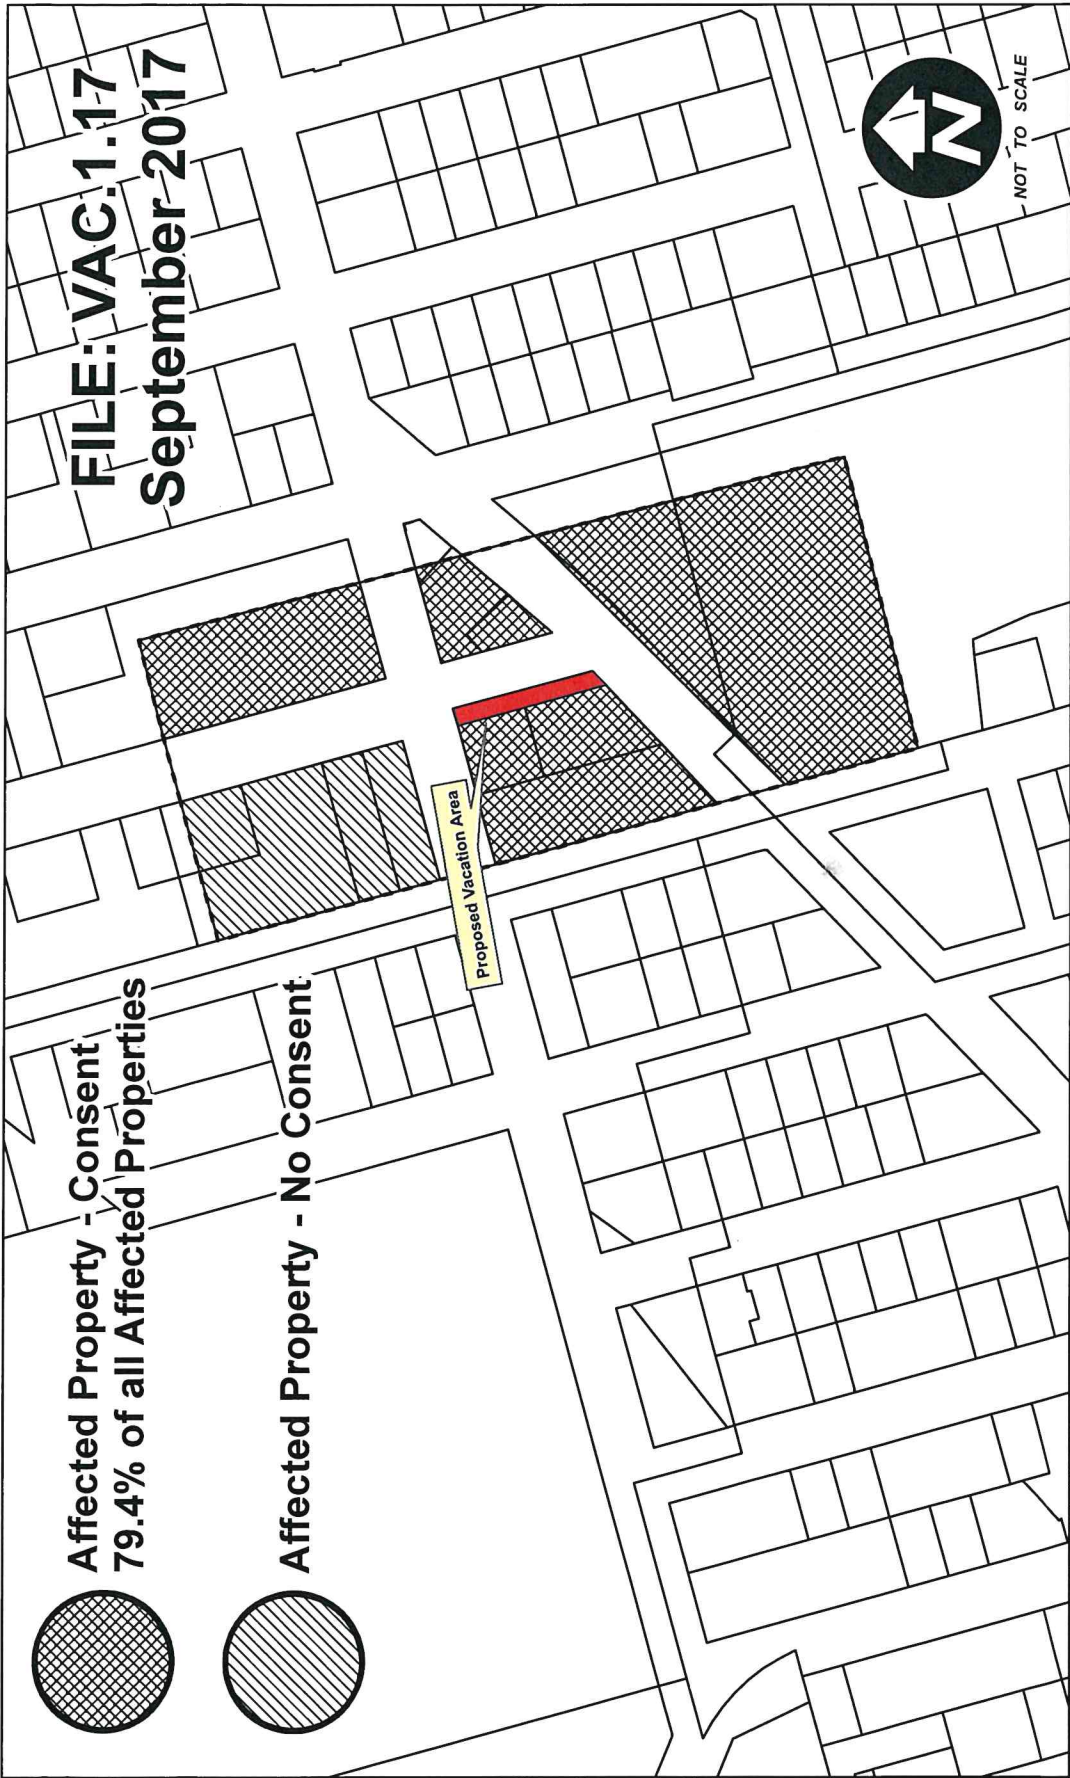 FILE: VAC.1.17
September 2017
Affected Property - Consent
79.4% of all Affected Properties
Affected Property - No Consent
Proposed Vacation Area
N
NOT TO SCALE